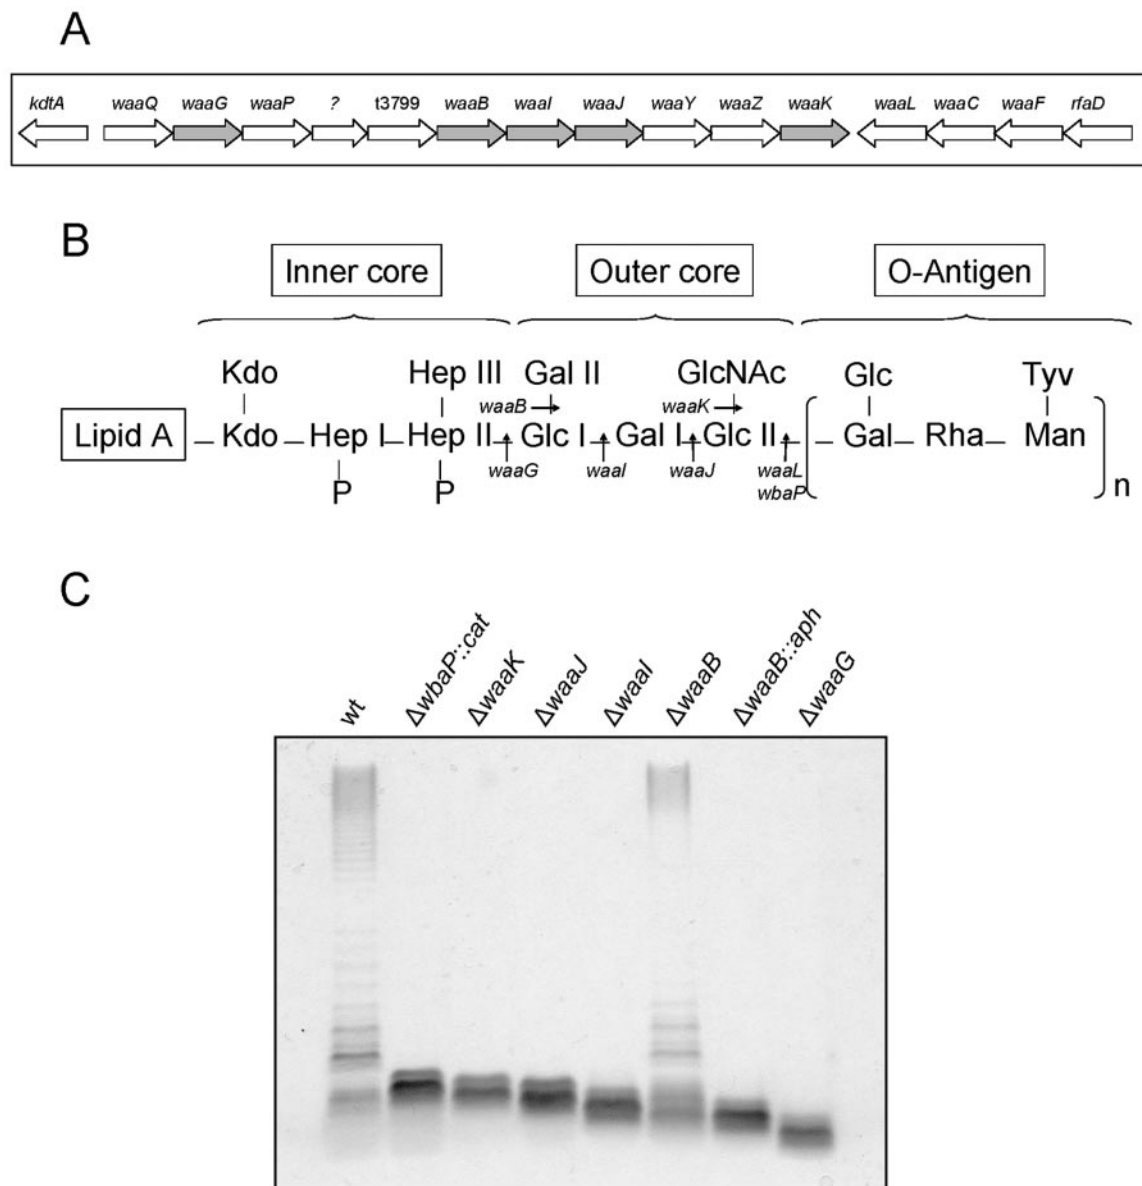 A
kdtA waaQ waaG waaP ? t3799 waaB waaI waaJ waaY waaZ waaK waaL waaC waaF rfaD
B
Inner core Outer core O-Antigen
Kdo Hep III Gal II GlcNAc Glc Tyv
waaB waaK
Lipid A Kdo Hep I Hep II Glc I Gal I Glc II Gal Rha Man
waaG waaI waaJ waaL
P P wbaP n
C
wt ΔwbaP::cat ΔwaaK ΔwaaJ ΔwaaI ΔwaaB ΔwaaB::aph ΔwaaG